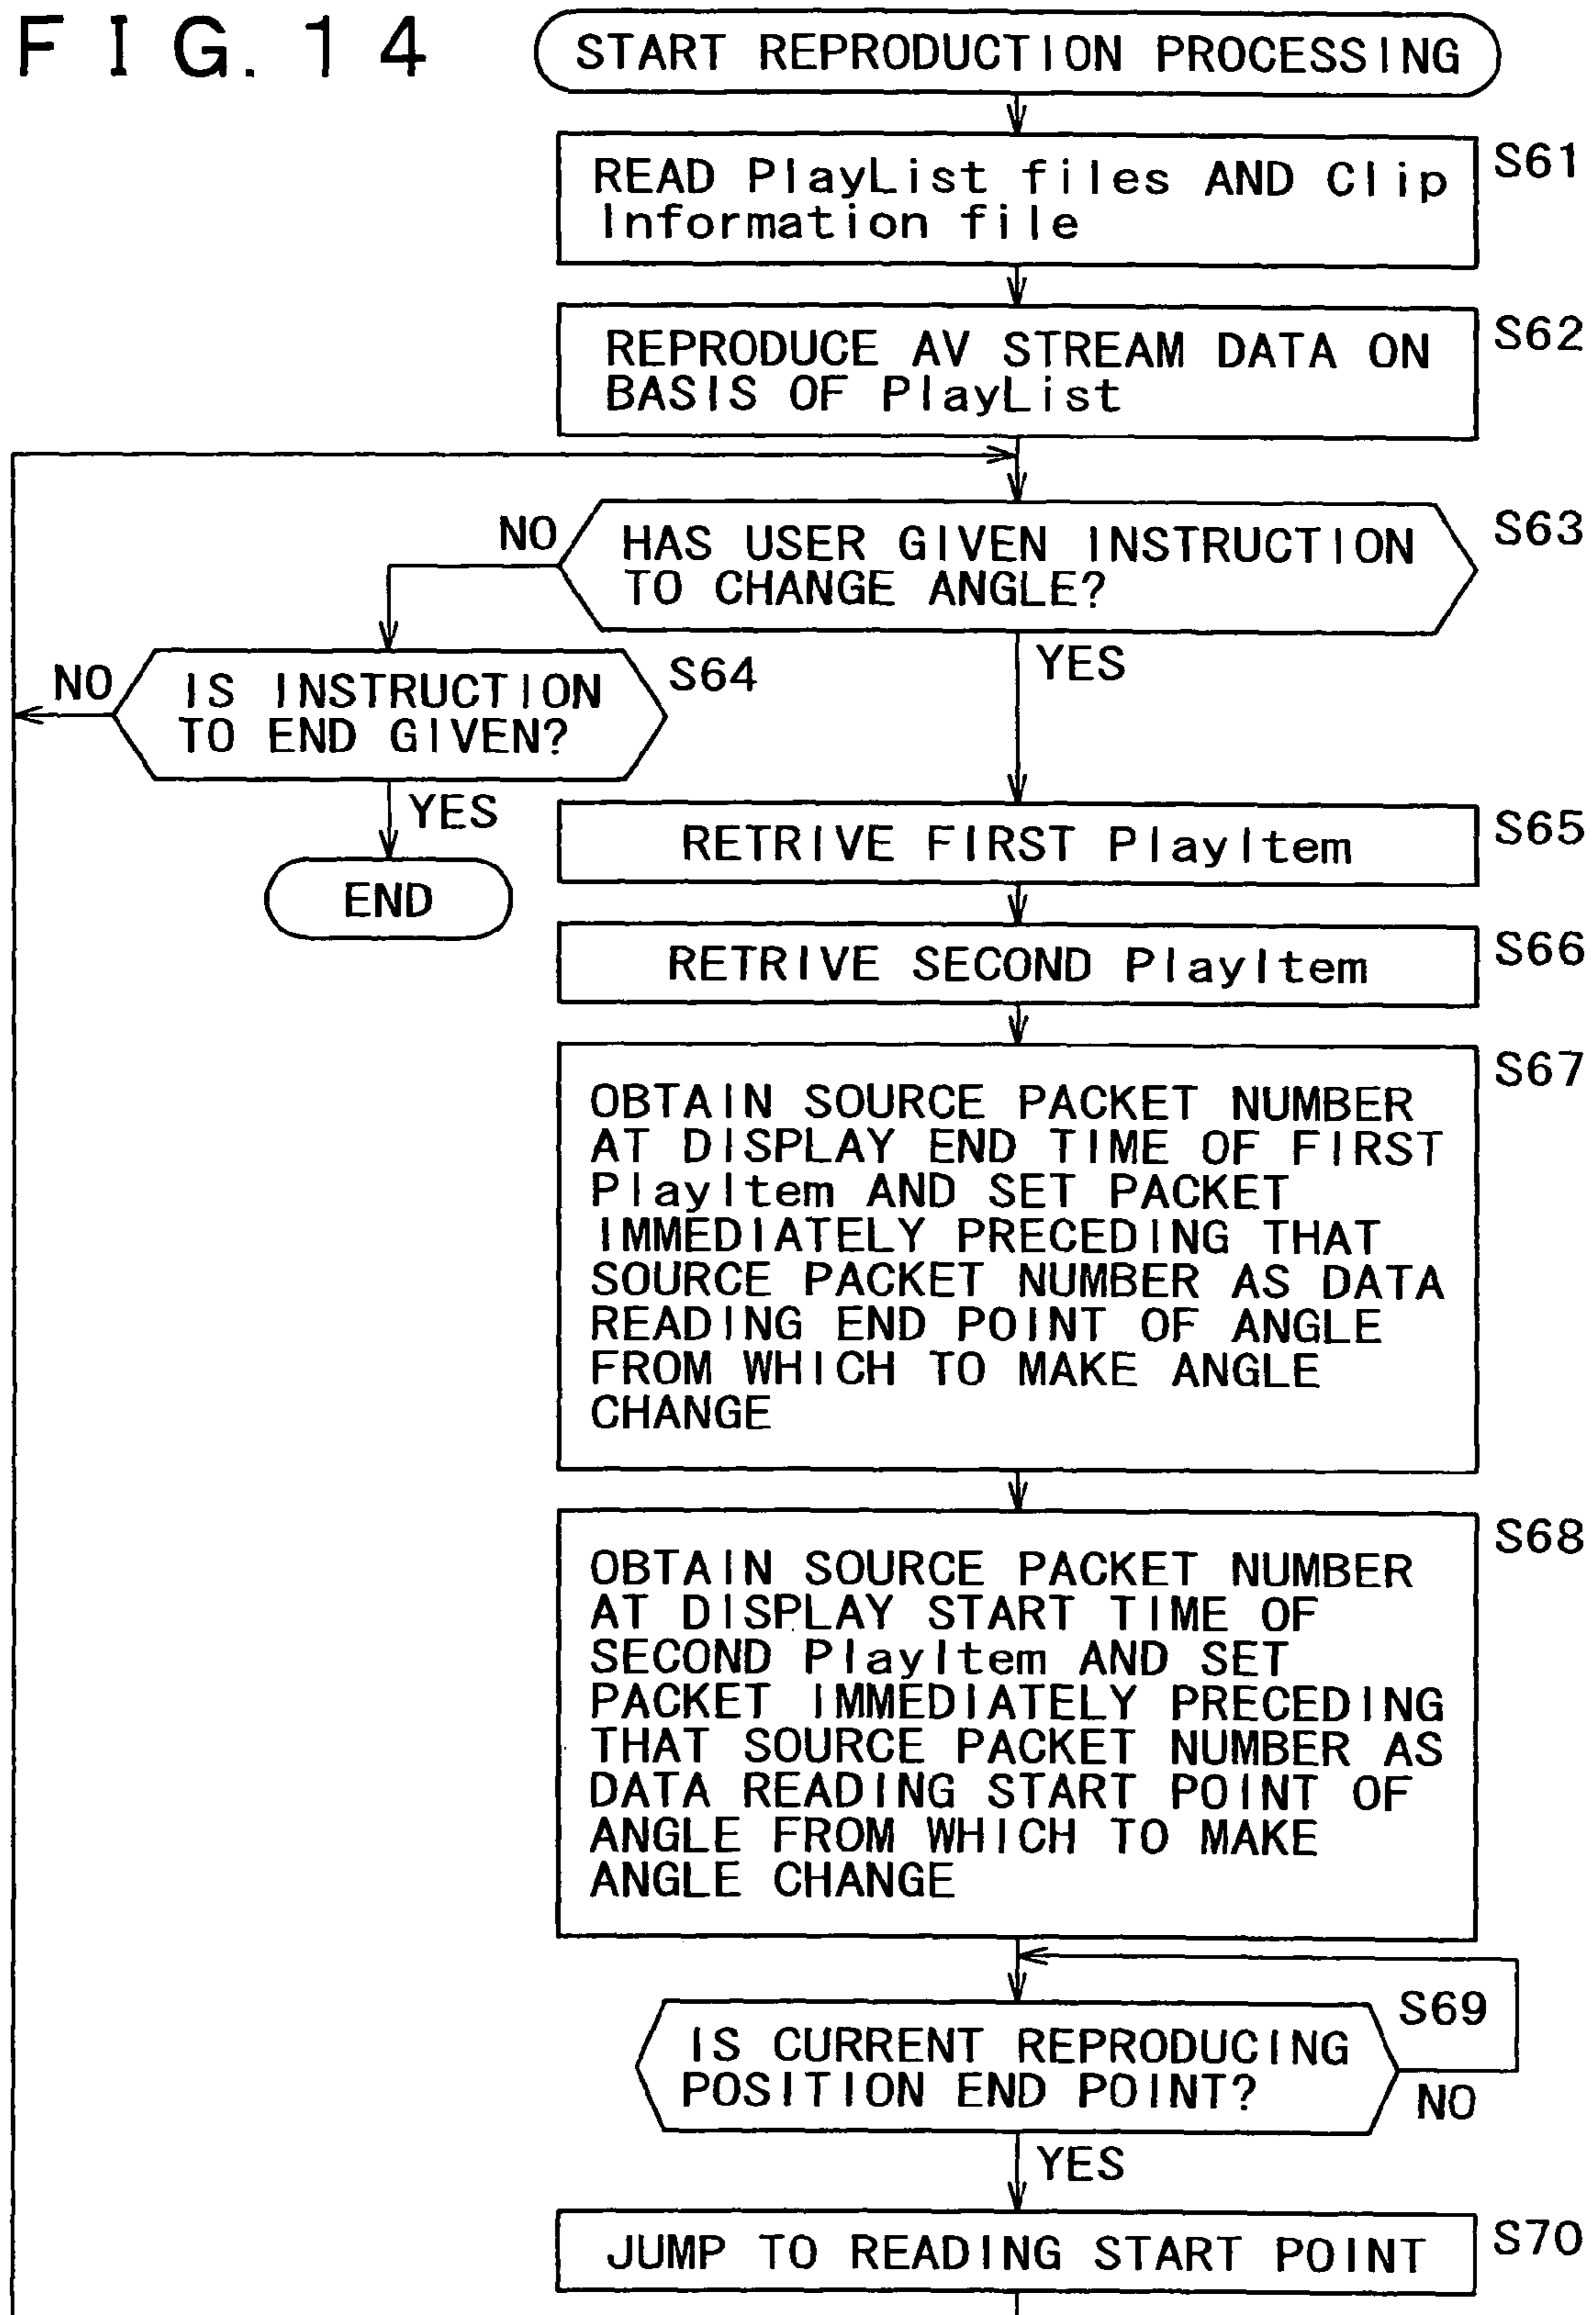 FIG. 14
START REPRODUCTION PROCESSING
S61
READ PlayList files AND Clip
Information file
S62
REPRODUCE AV STREAM DATA ON
BASIS OF PlayList
S63
NO
HAS USER GIVEN INSTRUCTION
TO CHANGE ANGLE?
YES
S64
NO
IS INSTRUCTION
TO END GIVEN?
YES
END
S65
RETRIVE FIRST PlayItem
S66
RETRIVE SECOND PlayItem
S67
OBTAIN SOURCE PACKET NUMBER
AT DISPLAY END TIME OF FIRST
PlayItem AND SET PACKET
IMMEDIATELY PRECEDING THAT
SOURCE PACKET NUMBER AS DATA
READING END POINT OF ANGLE
FROM WHICH TO MAKE ANGLE
CHANGE
S68
OBTAIN SOURCE PACKET NUMBER
AT DISPLAY START TIME OF
SECOND PlayItem AND SET
PACKET IMMEDIATELY PRECEDING
THAT SOURCE PACKET NUMBER AS
DATA READING START POINT OF
ANGLE FROM WHICH TO MAKE
ANGLE CHANGE
S69
IS CURRENT REPRODUCING
POSITION END POINT?
NO
YES
S70
JUMP TO READING START POINT